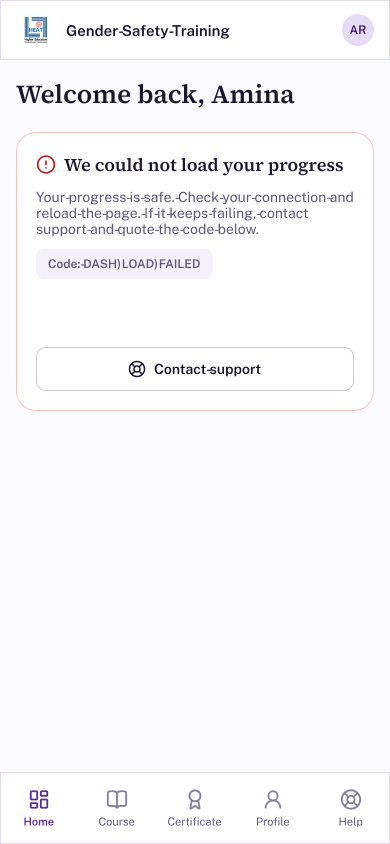 HEAT
Gender-Safety-Training
AR
Welcome back, Amina
We could not load your progress
Your-progress-is-safe.-Check-your-connection-and
reload-the-page.-If-it-keeps-failing,-contact
support-and-quote-the-code-below.
Code:-DASH)LOAD)FAILED
Contact-support
Home
Course
Certificate
Profile
Help